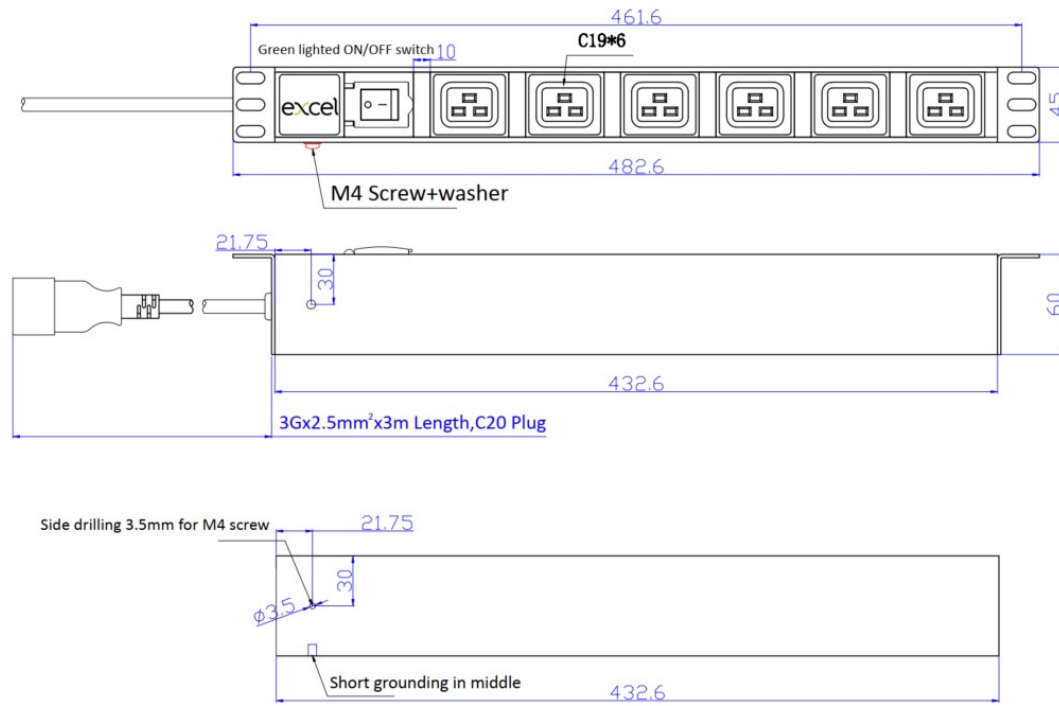 461.6
Green lighted ON/OFF switch
10
C19*6
excel
45
482.6
M4 Screw+washer
21.75
30
60
432.6
3Gx2.5mm²x3m Length,C20 Plug
Side drilling 3.5mm for M4 screw
21.75
30
ø3.5
Short grounding in middle
432.6